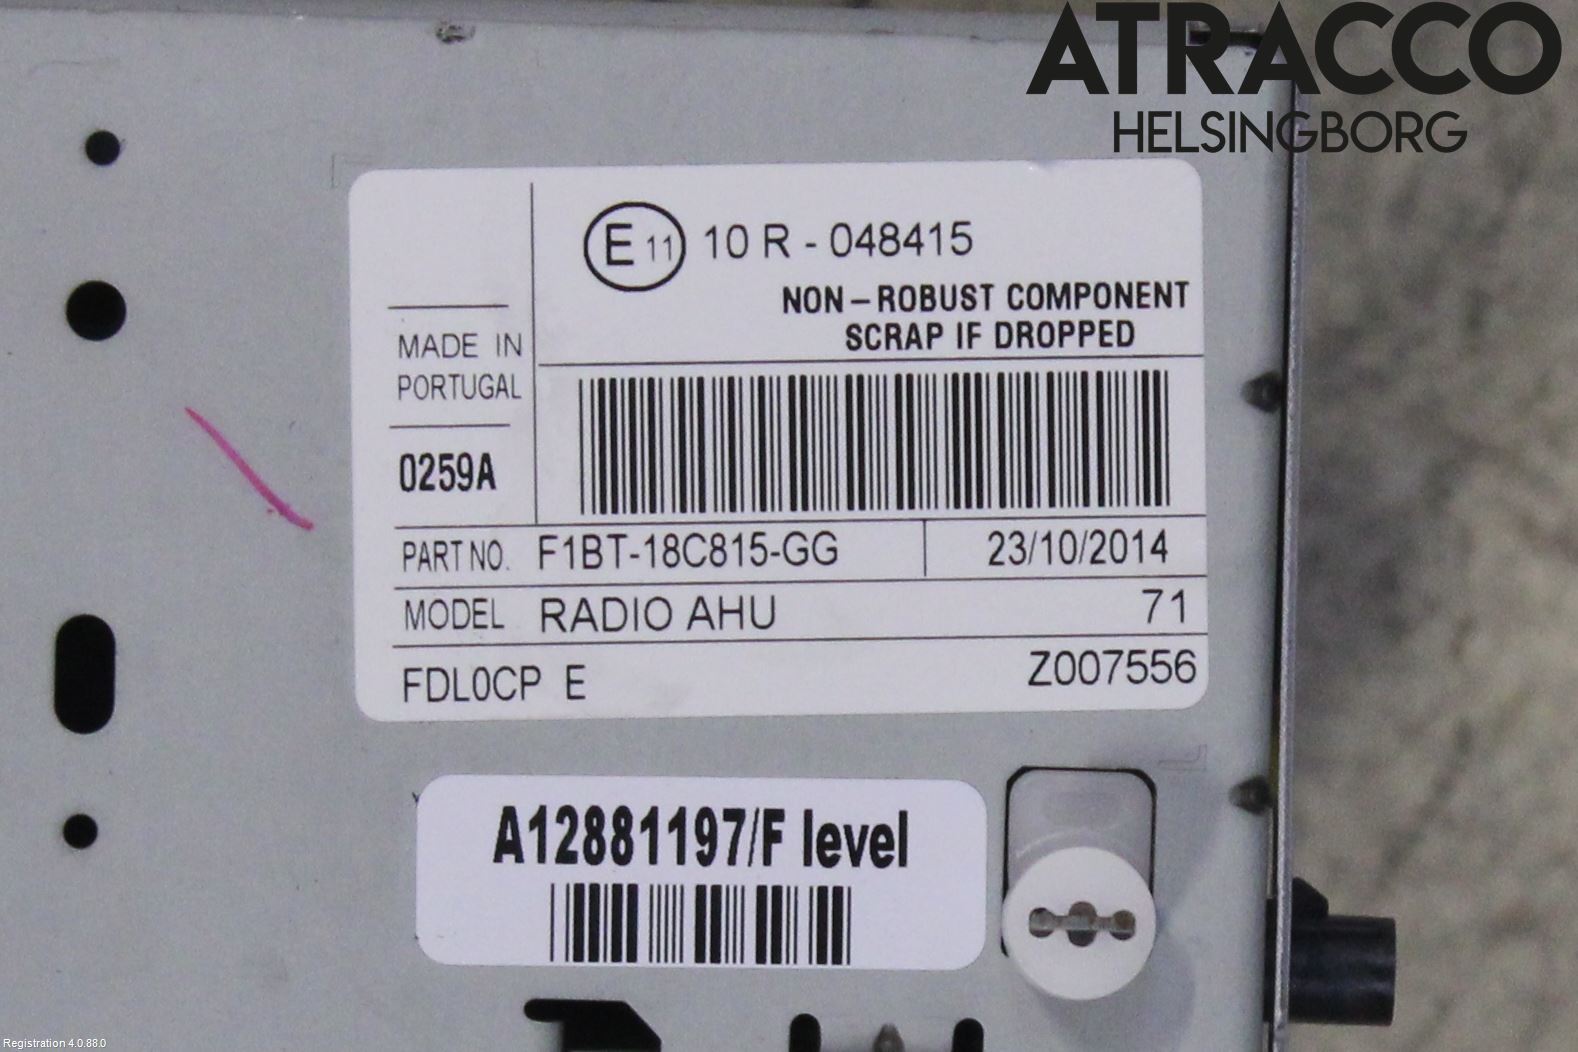 ATRACCO
HELSINGBORG
E 11 10 R - 048415
NON-ROBUST COMPONENT
SCRAP IF DROPPED
MADE IN
PORTUGAL
0259A
PART NO. F1BT-18C815-GG 23/10/2014
MODEL RADIO AHU 71
FDL0CP E Z007556
A12881197/F level
Registration 4.0.88.0